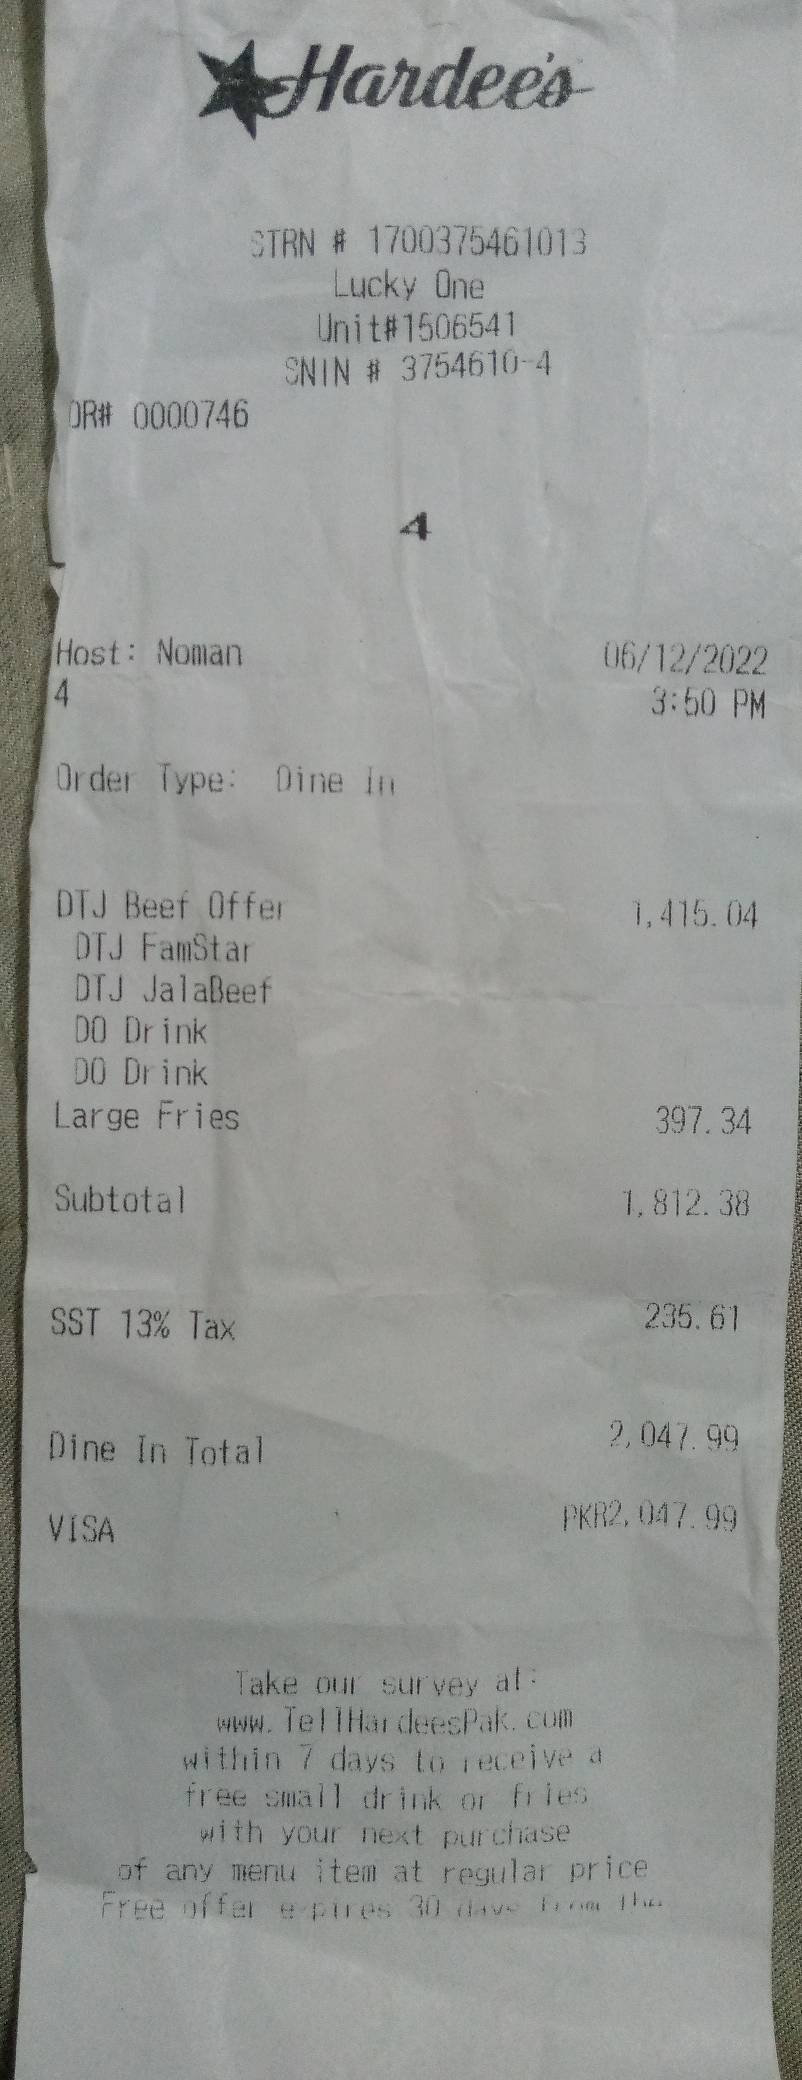 Hardee's
STRN # 1700375461013
Lucky One
Unit#1506541
SNIN # 3754610-4
OR# 0000746
4
Host: Noman 06/12/2022
4 3:50 PM
Order Type: Dine In
DTJ Beef Offer 1,415.04
DTJ FamStar
DTJ JalaBeef
DO Drink
DO Drink
Large Fries 397.34
Subtotal 1,812.38
SST 13% Tax 235.61
Dine In Total 2,047.99
VISA PKR2,047.99
Take our survey at:
www.TellHardeesPak.com
within 7 days to receive a
free small drink or fries
with your next purchase
of any menu item at regular price
Free offer expires 30 days from the